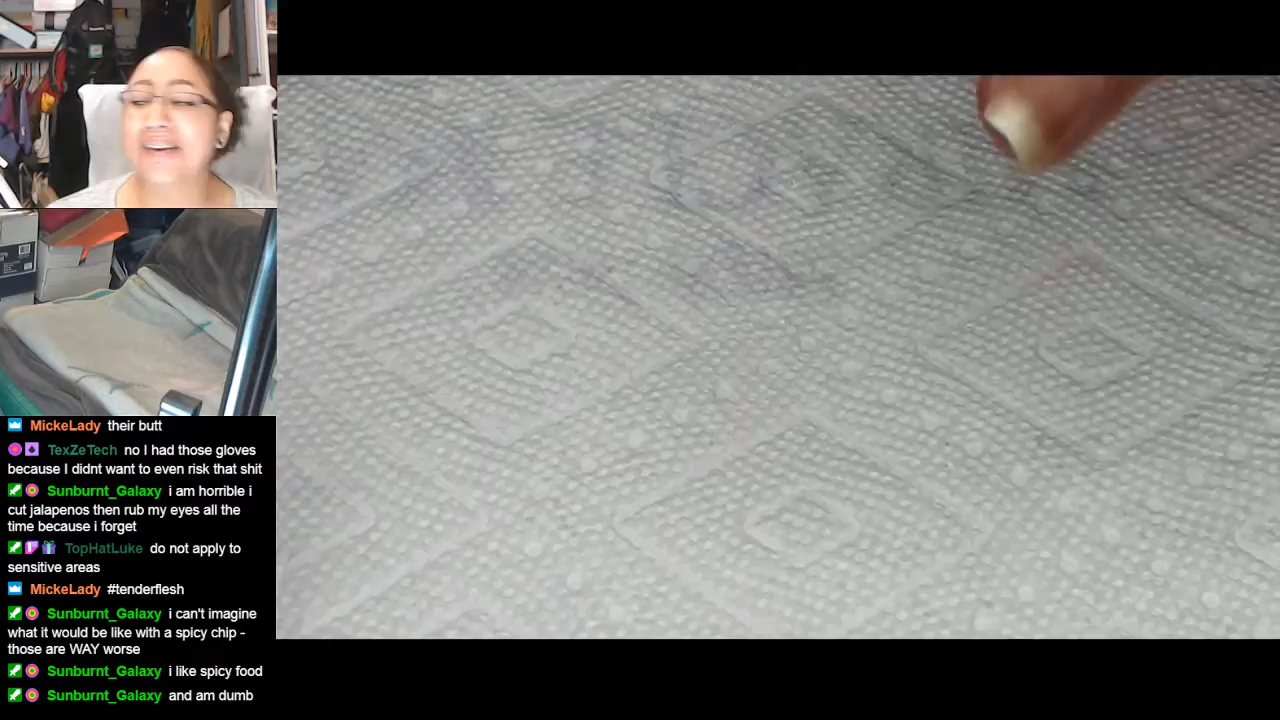 MickeLady their butt
TexZeTech no I had those gloves
because I didnt want to even risk that shit
Sunburnt_Galaxy i am horrible i
cut jalapenos then rub my eyes all the
time because i forget
TopHatLuke do not apply to
sensitive areas
MickeLady #tenderflesh
Sunburnt_Galaxy i can't imagine
what it would be like with a spicy chip -
those are WAY worse
Sunburnt_Galaxy i like spicy food
Sunburnt_Galaxy and am dumb